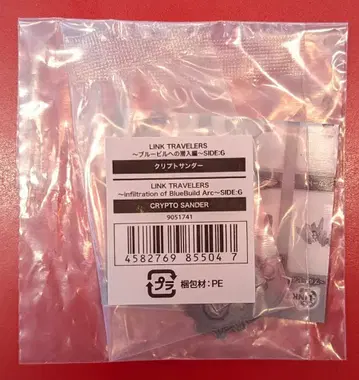 LINK TRAVELERS
〜ブルービルへの潜入編〜SIDE:G
クリプトサンダー
LINK TRAVELERS
〜Infiltration of BlueBuild Arc〜SIDE:G
CRYPTO SANDER
9051741
4582769 85504 7
プラ 梱包材:PE
LINK